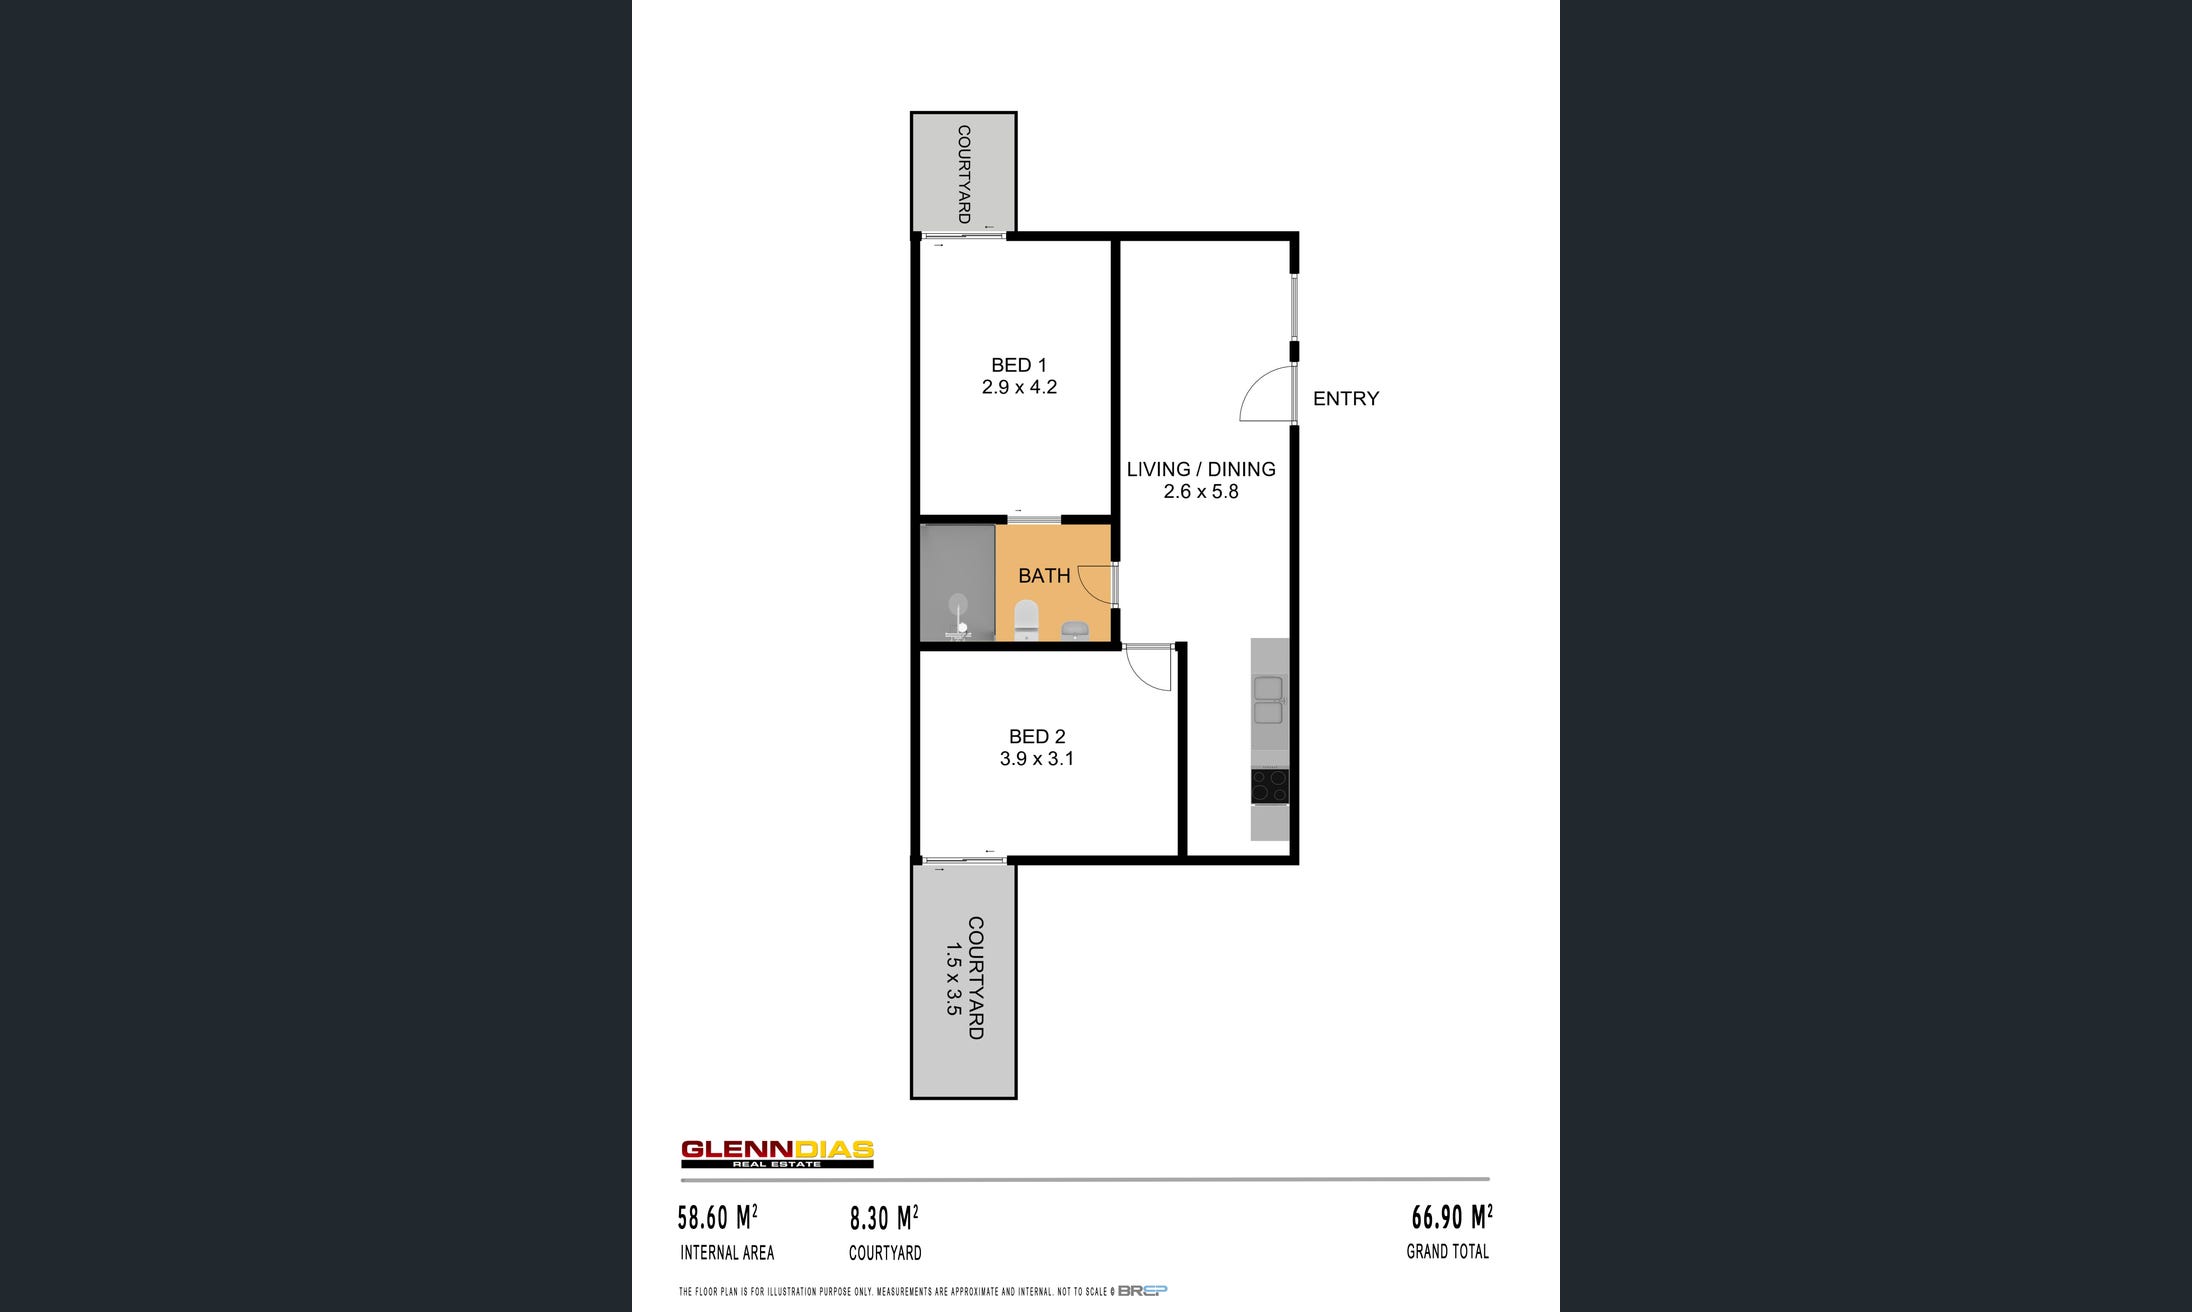 COURTYARD
BED 1
2.9 x 4.2
ENTRY
LIVING / DINING
2.6 x 5.8
BATH
BED 2
3.9 x 3.1
COURTYARD
1.5 x 3.5
GLENNDIAS
REAL ESTATE
58.60 M²
INTERNAL AREA
8.30 M²
COURTYARD
66.90 M²
GRAND TOTAL
THE FLOOR PLAN IS FOR ILLUSTRATION PURPOSE ONLY. MEASUREMENTS ARE APPROXIMATE AND INTERNAL. NOT TO SCALE © BREP